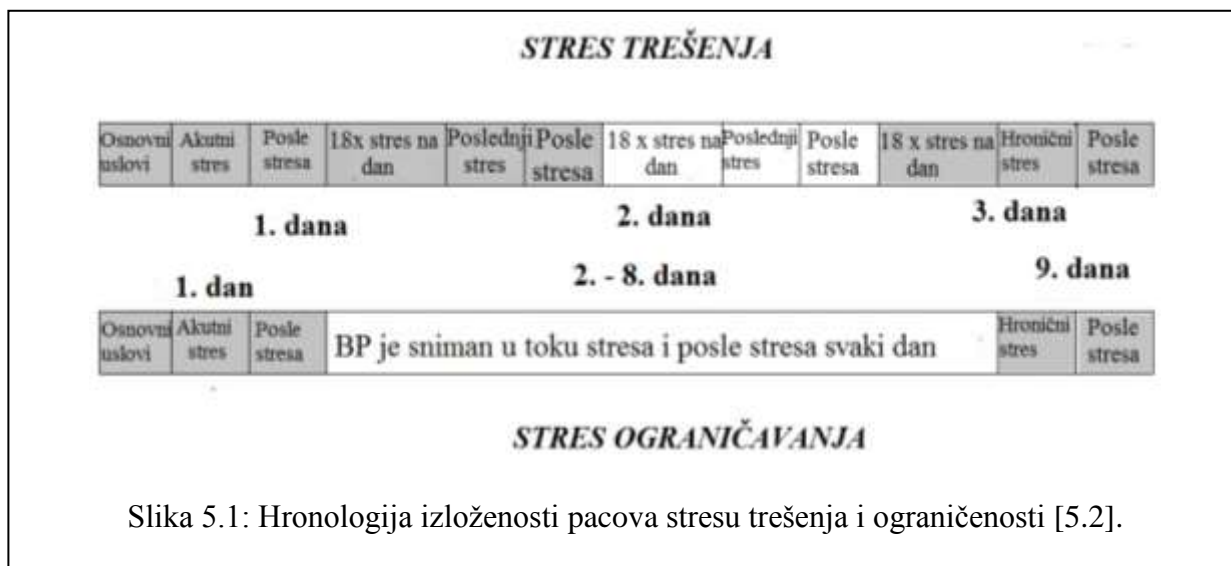 STRES TREŠENJA
Osnovni uslovi
Akutni stres
Posle stresa
18x stres na dan
Poslednji stres
Posle stresa
18 x stres na dan
Poslednji stres
Posle stresa
18 x stres na dan
Hronični stres
Posle stresa
1. dana
2. dana
3. dana
1. dan
2. - 8. dana
9. dana
Osnovni uslovi
Akutni stres
Posle stresa
BP je sniman u toku stresa i posle stresa svaki dan
Hronični stres
Posle stresa
STRES OGRANIČAVANJA
Slika 5.1: Hronologija izloženosti pacova stresu trešenja i ograničenosti [5.2].